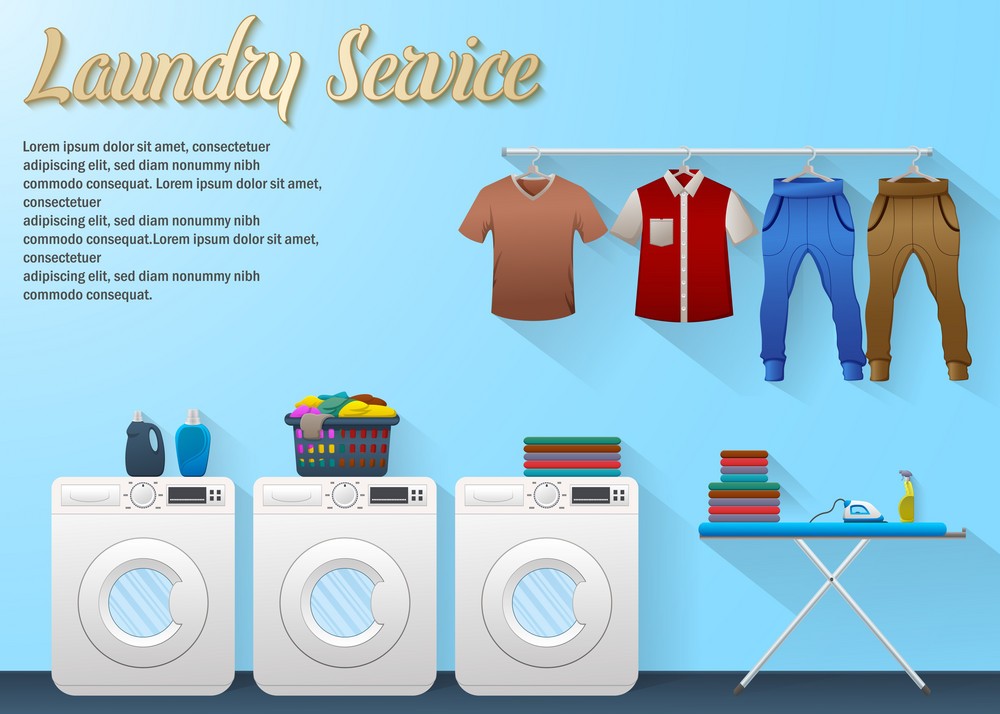 Laundry Service
Lorem ipsum dolor sit amet, consectetuer
adipiscing elit, sed diam nonummy nibh
commodo consequat. Lorem ipsum dolor sit amet,
consectetuer
adipiscing elit, sed diam nonummy nibh
commodo consequat.Lorem ipsum dolor sit amet,
consectetuer
adipiscing elit, sed diam nonummy nibh
commodo consequat.